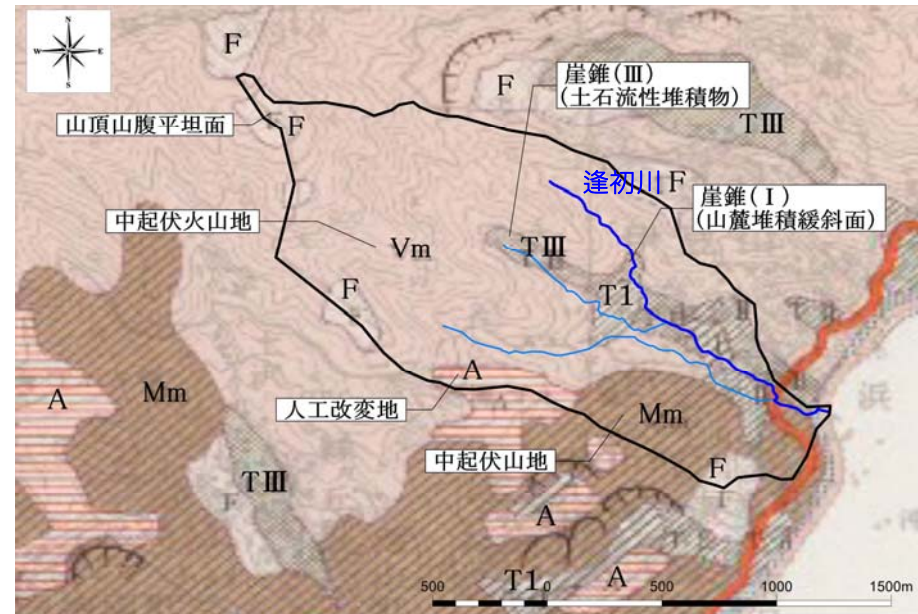 N
W E
S
F
崖錐(Ⅲ)
(土石流性堆積物)
F
TⅢ
山頂山腹平坦面
F
逢初川
F
崖錐(Ⅰ)
(山麓堆積緩斜面)
中起伏火山地
Vm
TⅢ
T1
F
A
人工改変地
A
Mm
Mm
中起伏山地
F
TⅢ
F
A
T1
A
浜
500 0 500 1000 1500m